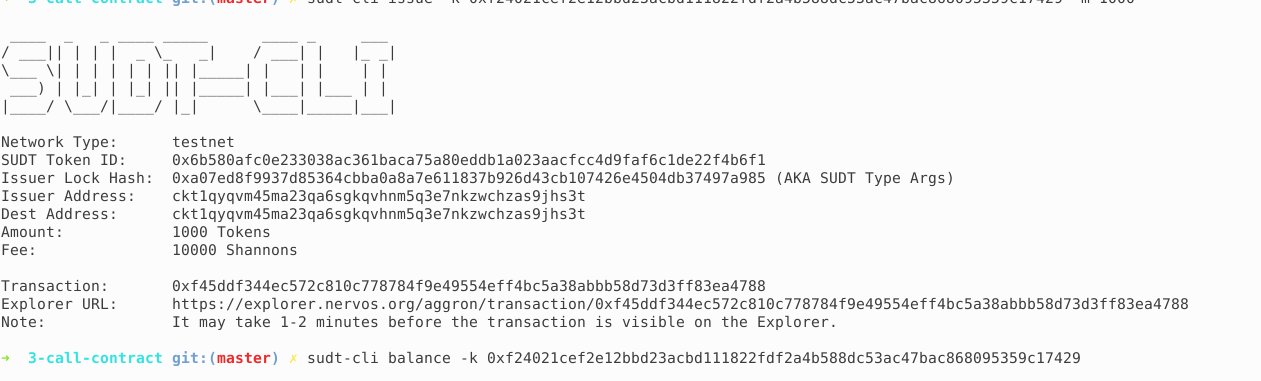 ➜  3-call-contract git:(master) ✗ sudt-cli issue -k 0xf24021cef2e12bbd23acbd111822fdf2a4b588dc53ac47bac868095359c17429 -m 1000
SUDT-CLI
Network Type:      testnet
SUDT Token ID:     0x6b580afc0e233038ac361baca75a80eddb1a023aacfcc4d9faf6c1de22f4b6f1
Issuer Lock Hash:  0xa07ed8f9937d85364cbba0a8a7e611837b926d43cb107426e4504db37497a985 (AKA SUDT Type Args)
Issuer Address:    ckt1qyqvm45ma23qa6sgkqvhnm5q3e7nkzwchzas9jhs3t
Dest Address:      ckt1qyqvm45ma23qa6sgkqvhnm5q3e7nkzwchzas9jhs3t
Amount:            1000 Tokens
Fee:               10000 Shannons
Transaction:       0xf45ddf344ec572c810c778784f9e49554eff4bc5a38abbb58d73d3ff83ea4788
Explorer URL:      https://explorer.nervos.org/aggron/transaction/0xf45ddf344ec572c810c778784f9e49554eff4bc5a38abbb58d73d3ff83ea4788
Note:              It may take 1-2 minutes before the transaction is visible on the Explorer.
➜  3-call-contract git:(master) ✗ sudt-cli balance -k 0xf24021cef2e12bbd23acbd111822fdf2a4b588dc53ac47bac868095359c17429